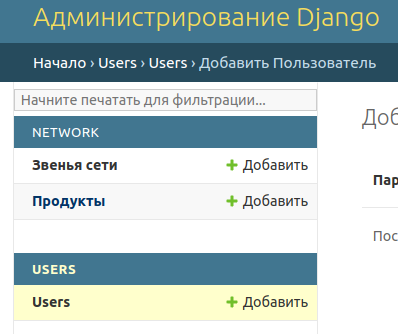 Администрирование Django
Начало › Users › Users › Добавить Пользователь
Начните печатать для фильтрации...
NETWORK
Звенья сети
Добавить
Продукты
Добавить
USERS
Users
Добавить
Доб
Пар
Пос